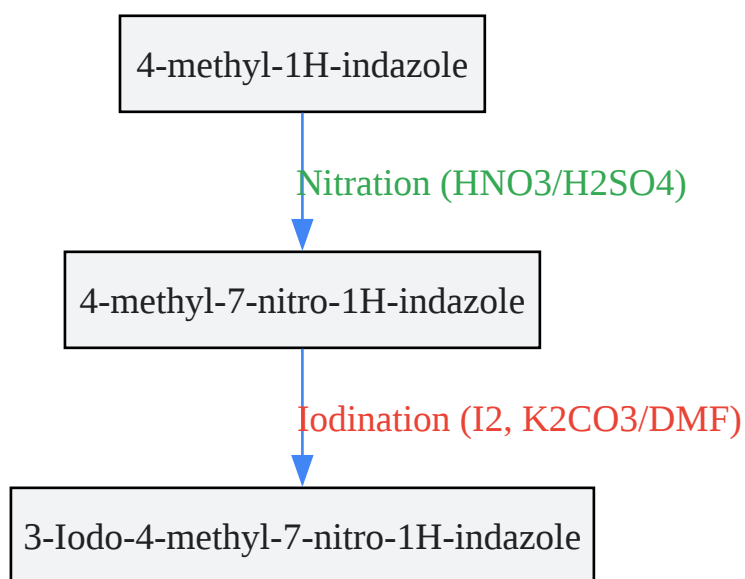 4-methyl-1H-indazole
Nitration (HNO3/H2SO4)
4-methyl-7-nitro-1H-indazole
Iodination (I2, K2CO3/DMF)
3-Iodo-4-methyl-7-nitro-1H-indazole